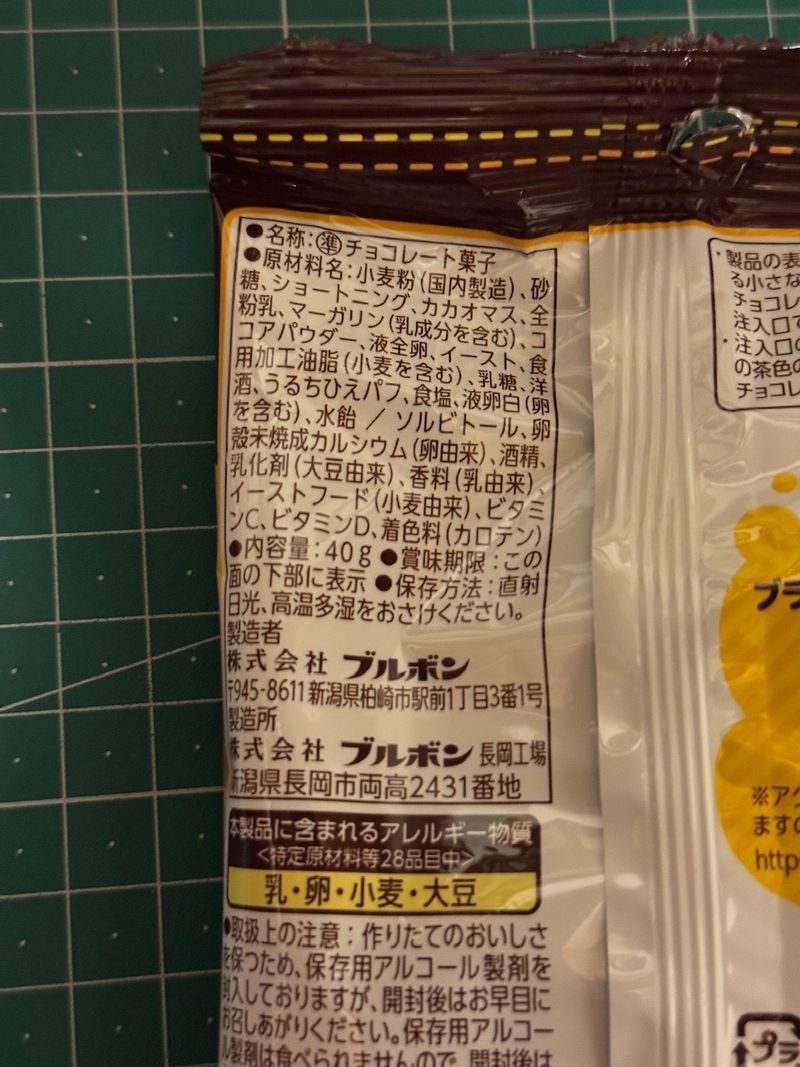 ●名称:㊤チョコレート菓子
●原材料名:小麦粉(国内製造)、砂
糖、ショートニング、カカオマス、全
粉乳、マーガリン(乳成分を含む)、コ
コアパウダー、液全卵、イースト、食
用加工油脂(小麦を含む)、乳糖、洋
酒、うるちひえパフ、食塩、液卵白(卵
を含む)、水飴 / ソルビトール、卵
殻未焼成カルシウム(卵由来)、酒精、
乳化剤(大豆由来)、香料(乳由来)、
イーストフード(小麦由来)、ビタミ
ンC、ビタミンD、着色料(カロテン)
●内容量:40g ●賞味期限:この
面の下部に表示 ●保存方法:直射
日光、高温多湿をおさけください。
製造者
株式会社 ブルボン
〒945-8611新潟県柏崎市駅前1丁目3番1号
製造所
株式会社 ブルボン 長岡工場
新潟県長岡市両高2431番地
本製品に含まれるアレルギー物質
<特定原材料等28品目中>
乳・卵・小麦・大豆
●取扱上の注意:作りたてのおいしさ
を保つため、保存用アルコール製剤を
封入しておりますが、開封後はお早目に
お召しあがりください。保存用アルコー
ル製剤は食べられませんので、開封後は
・製品の表
る小さな
チョコレ
注入口で
・注入口の
の茶色の
チョコレ
ブラ
※アク
ますの
http
プラ